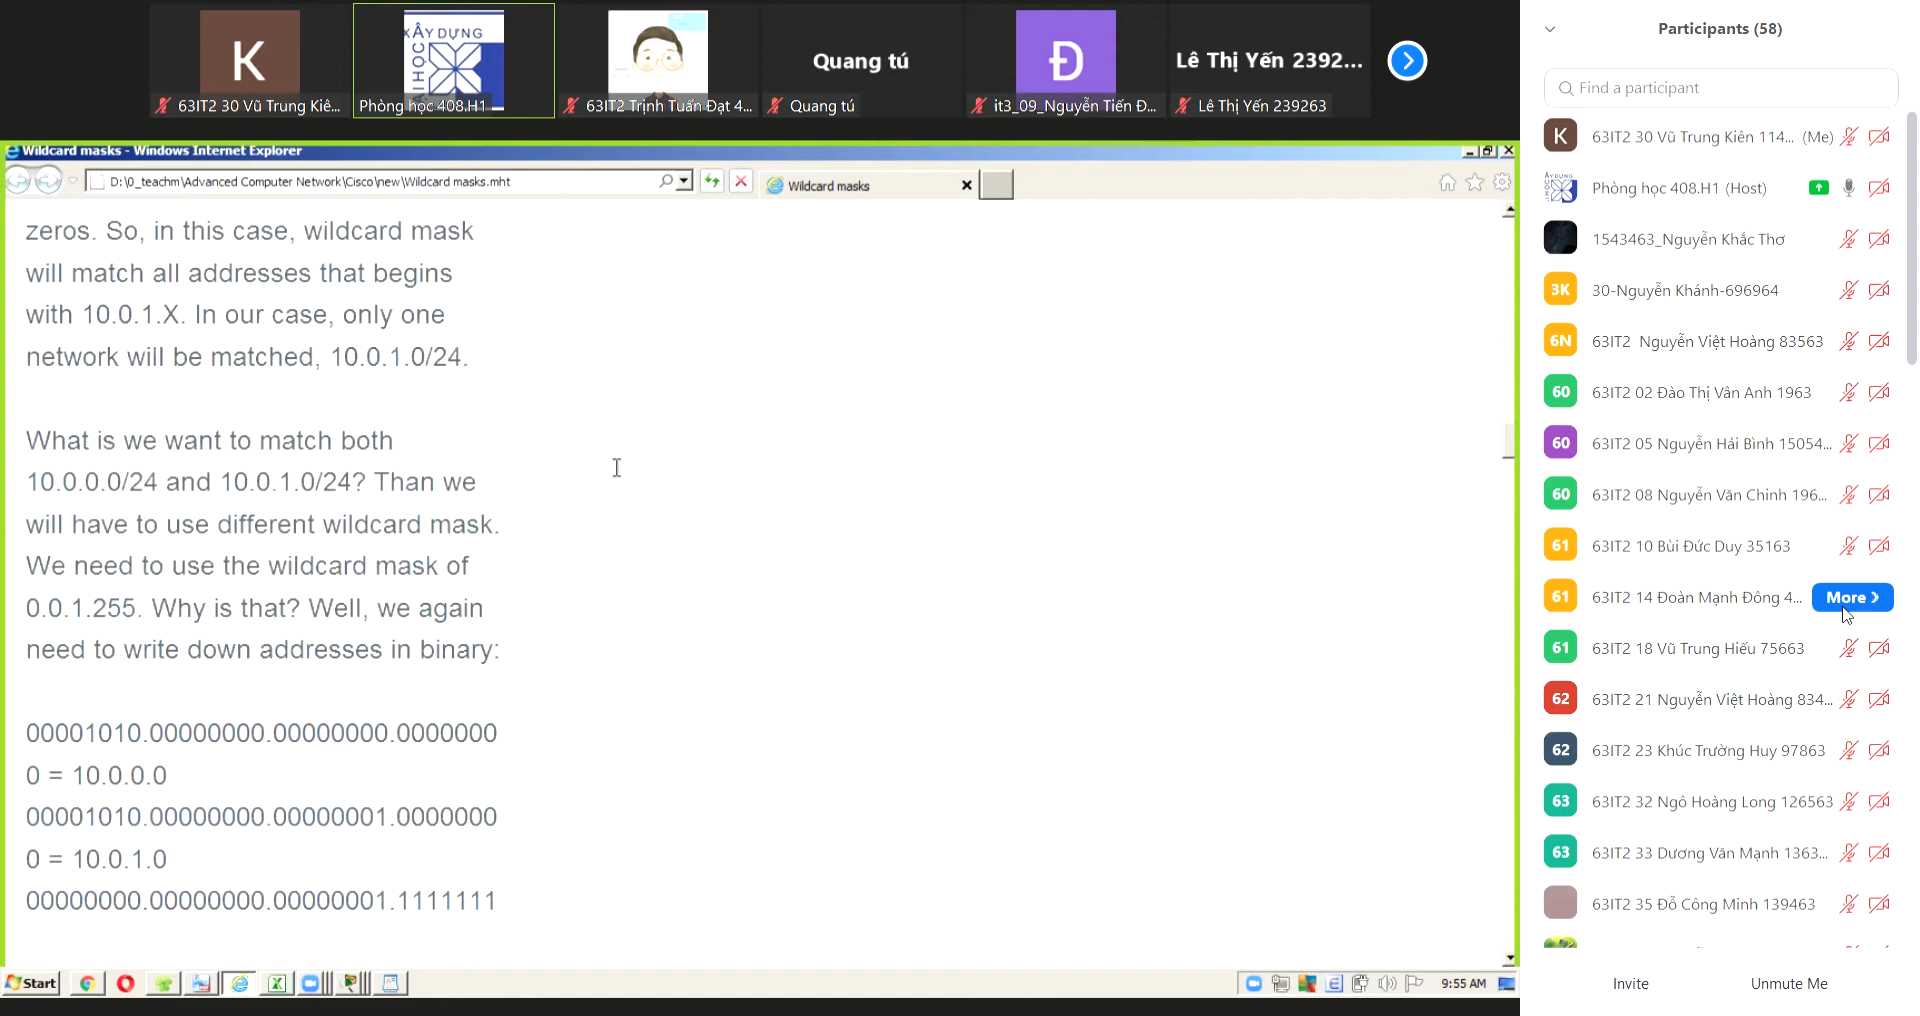 K
XÂY DỰNG
Quang tú
Đ
Lê Thị Yến 2392...
63IT2 30 Vũ Trung Kiê...
Phòng học 408.H1
63IT2 Trịnh Tuấn Đạt 4...
Quang tú
it3_09_Nguyễn Tiến Đ...
Lê Thị Yến 239263
Wildcard masks - Windows Internet Explorer
D:\0_teachm\Advanced Computer Network\Cisco\new\Wildcard masks.mht
Wildcard masks
zeros. So, in this case, wildcard mask
will match all addresses that begins
with 10.0.1.X. In our case, only one
network will be matched, 10.0.1.0/24.
What is we want to match both
10.0.0.0/24 and 10.0.1.0/24? Than we
will have to use different wildcard mask.
We need to use the wildcard mask of
0.0.1.255. Why is that? Well, we again
need to write down addresses in binary:
00001010.00000000.00000000.0000000
0 = 10.0.0.0
00001010.00000000.00000001.0000000
0 = 10.0.1.0
00000000.00000000.00000001.1111111
Start
9:55 AM
Participants (58)
Find a participant
K 63IT2 30 Vũ Trung Kiên 114... (Me)
Phòng học 408.H1 (Host)
1543463_Nguyễn Khắc Thơ
3K 30-Nguyễn Khánh-696964
6N 63IT2 Nguyễn Việt Hoàng 83563
60 63IT2 02 Đào Thị Vân Anh 1963
60 63IT2 05 Nguyễn Hải Bình 15054...
60 63IT2 08 Nguyễn Văn Chinh 196...
61 63IT2 10 Bùi Đức Duy 35163
61 63IT2 14 Đoàn Mạnh Đông 4... More
61 63IT2 18 Vũ Trung Hiếu 75663
62 63IT2 21 Nguyễn Việt Hoàng 834...
62 63IT2 23 Khúc Trường Huy 97863
63 63IT2 32 Ngô Hoàng Long 126563
63 63IT2 33 Dương Văn Mạnh 1363...
63IT2 35 Đỗ Công Minh 139463
Invite
Unmute Me